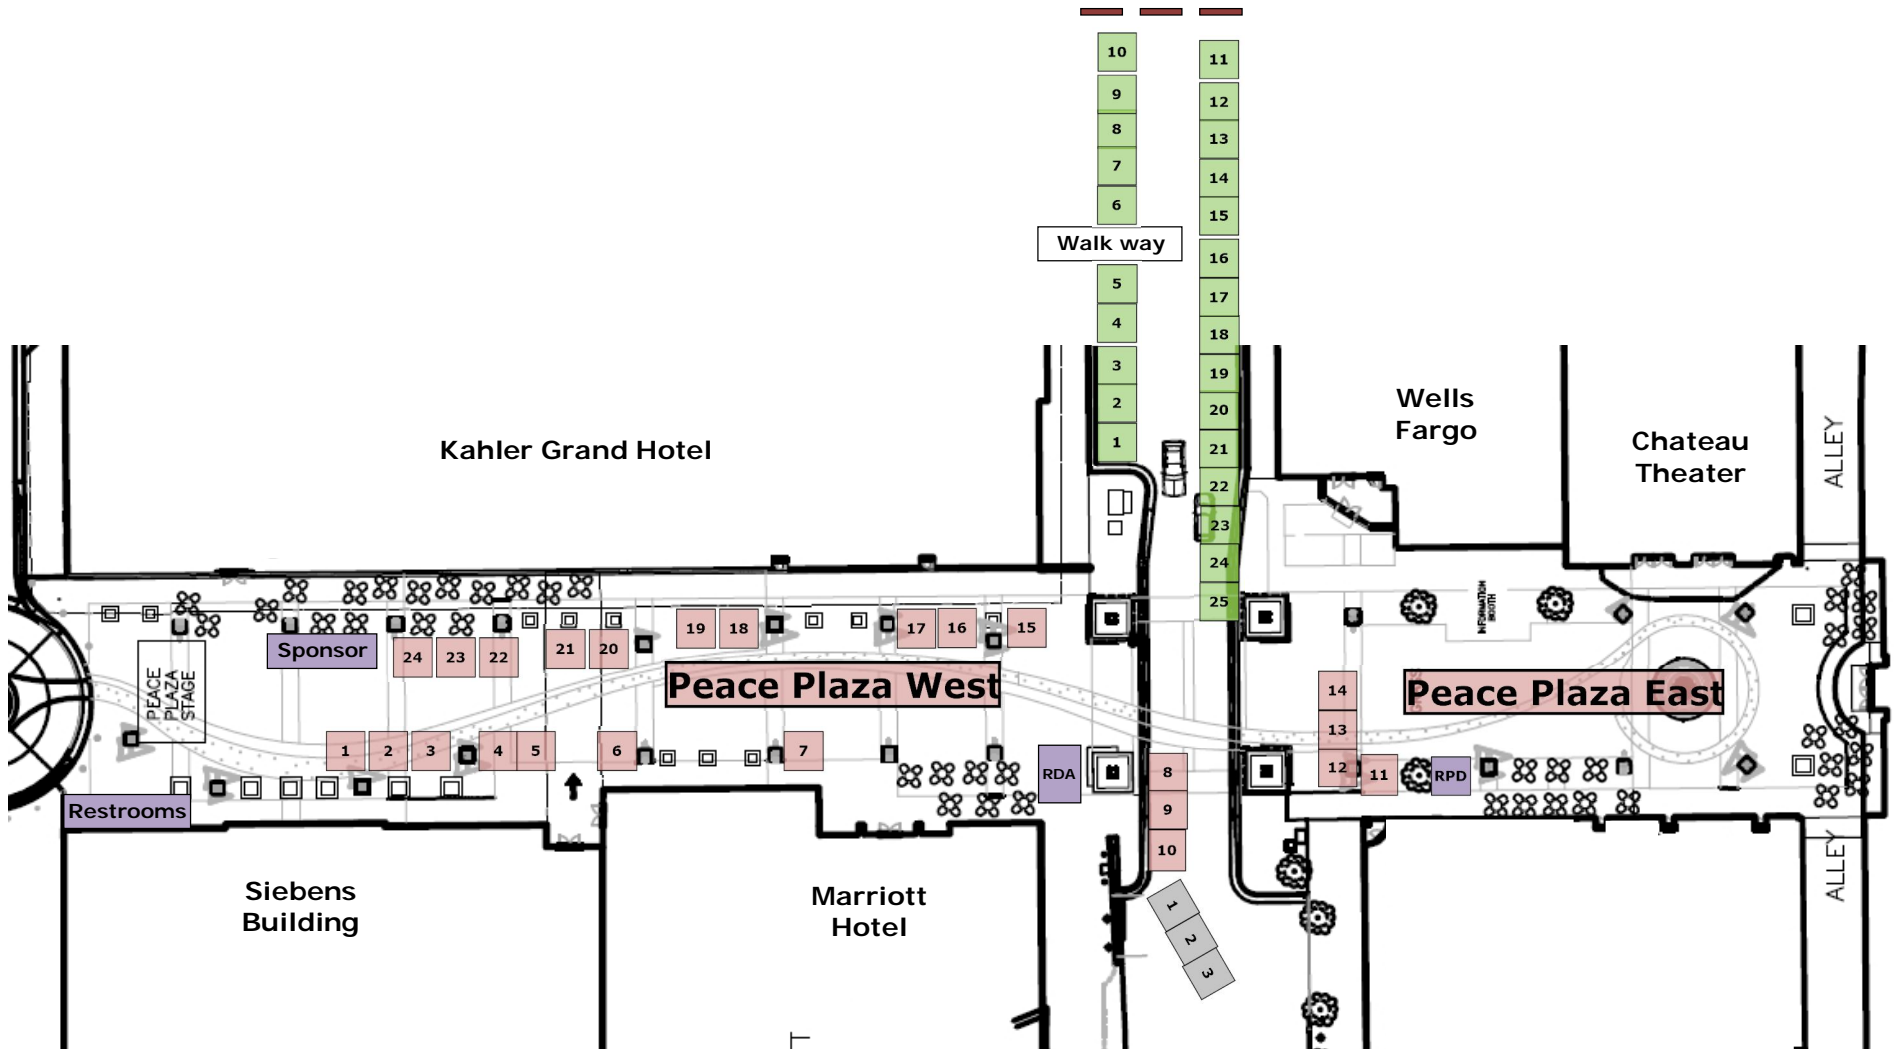 10
11
9
12
8
13
7
14
6
15
Walk way
16
5
17
4
18
3
19
2
20
1
21
22
23
24
25
Kahler Grand Hotel
Wells
Fargo
Chateau
Theater
ALLEY
Sponsor
24
23
22
21
20
19
18
17
16
15
PEACE
PLAZA
STAGE
Peace Plaza West
Peace Plaza East
14
13
12
11
RPD
1
2
3
4
5
6
7
RDA
8
9
10
Restrooms
Siebens
Building
Marriott
Hotel
ALLEY
1
2
3